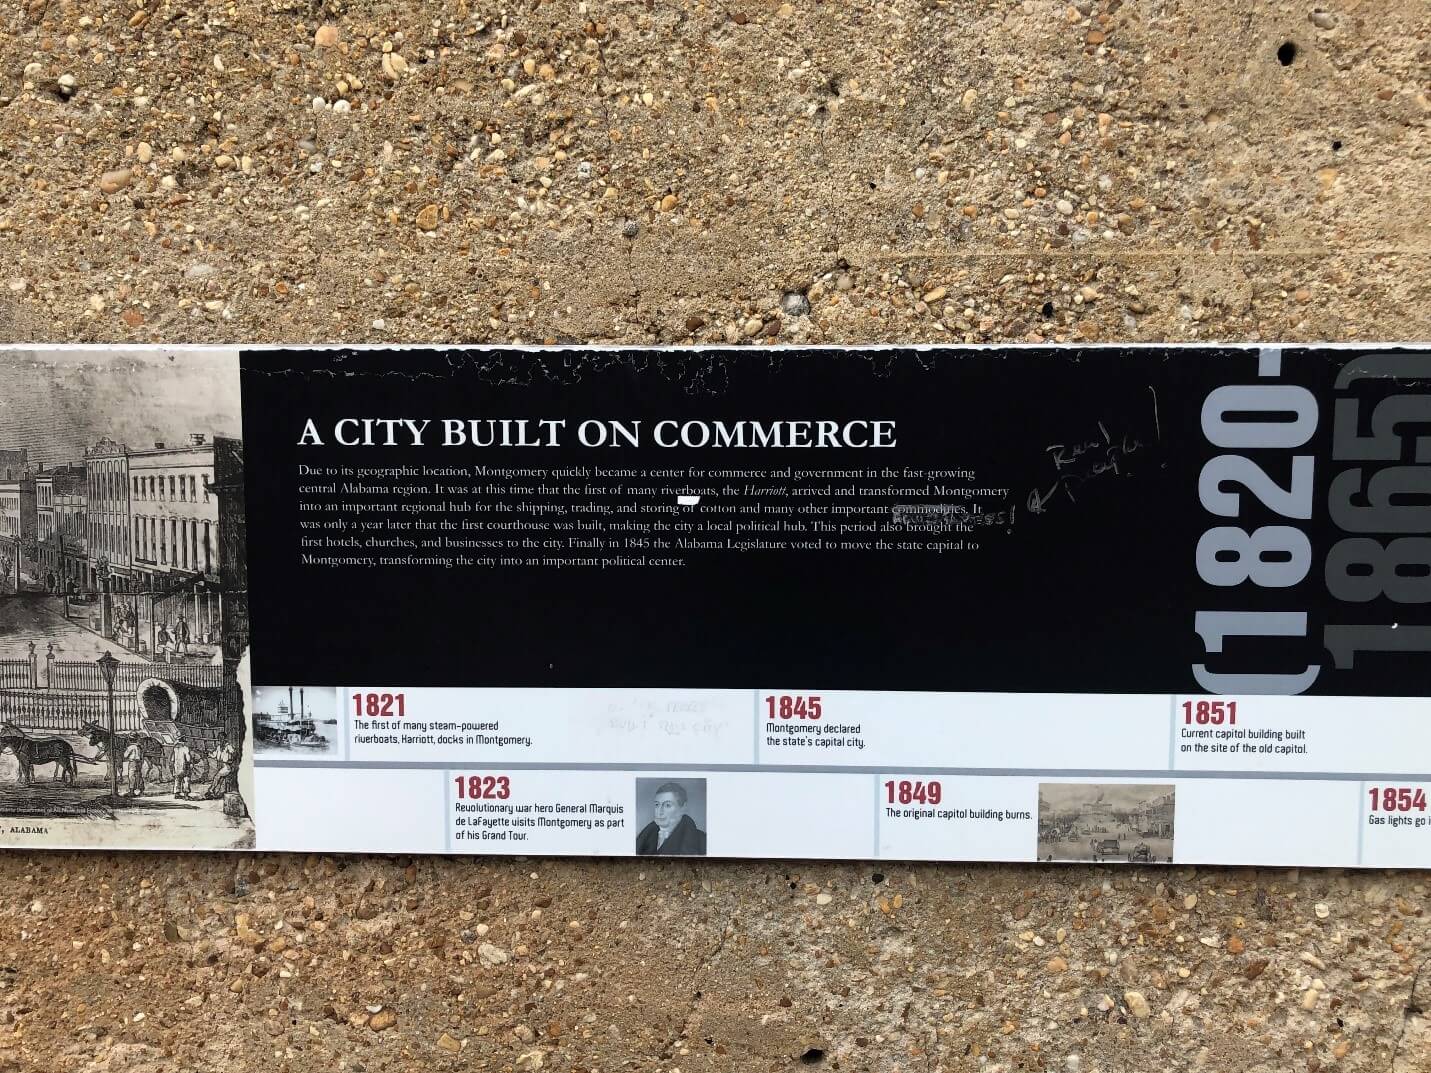 A CITY BUILT ON COMMERCE
Due to its geographic location, Montgomery quickly became a center for commerce and government in the fast-growing
central Alabama region. It was at this time that the first of many riverboats, the Harriott, arrived and transformed Montgomery
into an important regional hub for the shipping, trading, and storing of cotton and many other important commodities. It
was only a year later that the first courthouse was built, making the city a local political hub. This period also brought the
first hotels, churches, and businesses to the city. Finally in 1845 the Alabama Legislature voted to move the state capital to
Montgomery, transforming the city into an important political center.
(1820-
1865)
, ALABAMA
1821
The first of many steam-powered
riverboats, Harriott, docks in Montgomery.
1845
Montgomery declared
the state's capital city.
1851
Current capitol building built
on the site of the old capitol.
1823
Revolutionary war hero General Marquis
de LaFayette visits Montgomery as part
of his Grand Tour.
1849
The original capitol building burns.
1854
Gas lights go